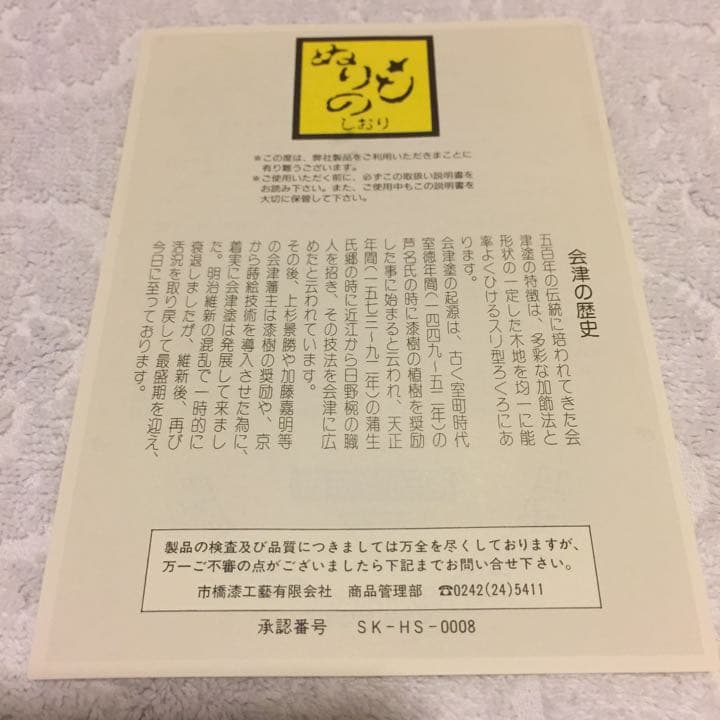 ぬりもの
しおり
※この度は、弊社製品をご利用いただきまことに
有り難うございます。
※ご使用いただく前に、必ずこの取扱い説明書を
お読み下さい。また、ご使用中もこの説明書を
大切に保管して下さい。
会津の歴史
五百年の伝統に培われてきた会
津塗の特徴は、多彩な加飾法と
形状の一定した木地を均一に能
率よくひけるスリ型ろくろにあ
ります。
会津塗の起源は、古く室町時代
室徳年間(一四四九〜五二年)の
芦名氏の時に漆樹の植樹を奨励
した事に始まると云われ、天正
年間(一五七三〜九二年)の蒲生
氏郷の時に近江から日野椀の職
人を招き、その技法を会津に広
めたと云われています。
その後、上杉景勝や加藤嘉明等
の会津藩主は漆樹の奨励や、京
から蒔絵技術を導入させた為に、
着実に会津塗は発展して来まし
た。明治維新の混乱で一時的に
衰退しましたが、維新後、再び
活況を取り戻して最盛期を迎え、
今日に至っております。
製品の検査及び品質につきましては万全を尽くしておりますが、
万一ご不審の点がございましたら下記までお問い合せ下さい。
市橋漆工藝有限会社 商品管理部 ☎0242(24)5411
承認番号 SK-HS-0008